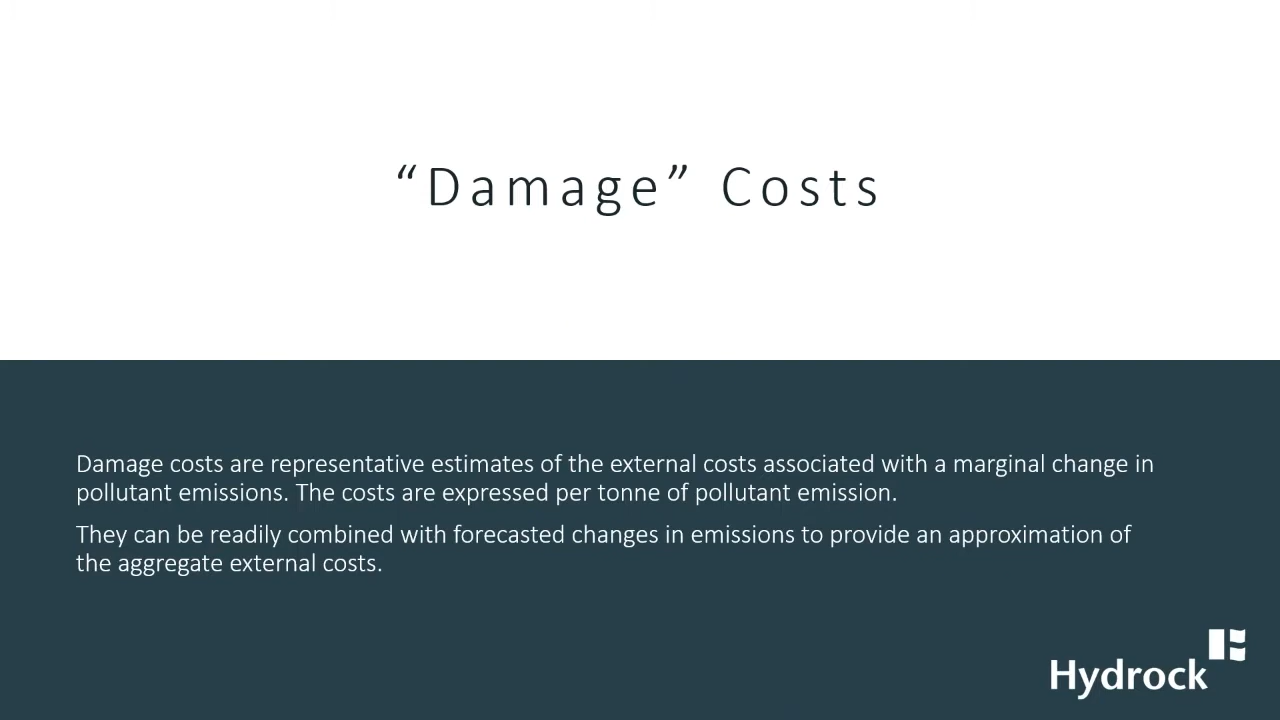 “Damage” Costs
Damage costs are representative estimates of the external costs associated with a marginal change in
pollutant emissions. The costs are expressed per tonne of pollutant emission.
They can be readily combined with forecasted changes in emissions to provide an approximation of
the aggregate external costs.
Hydrock